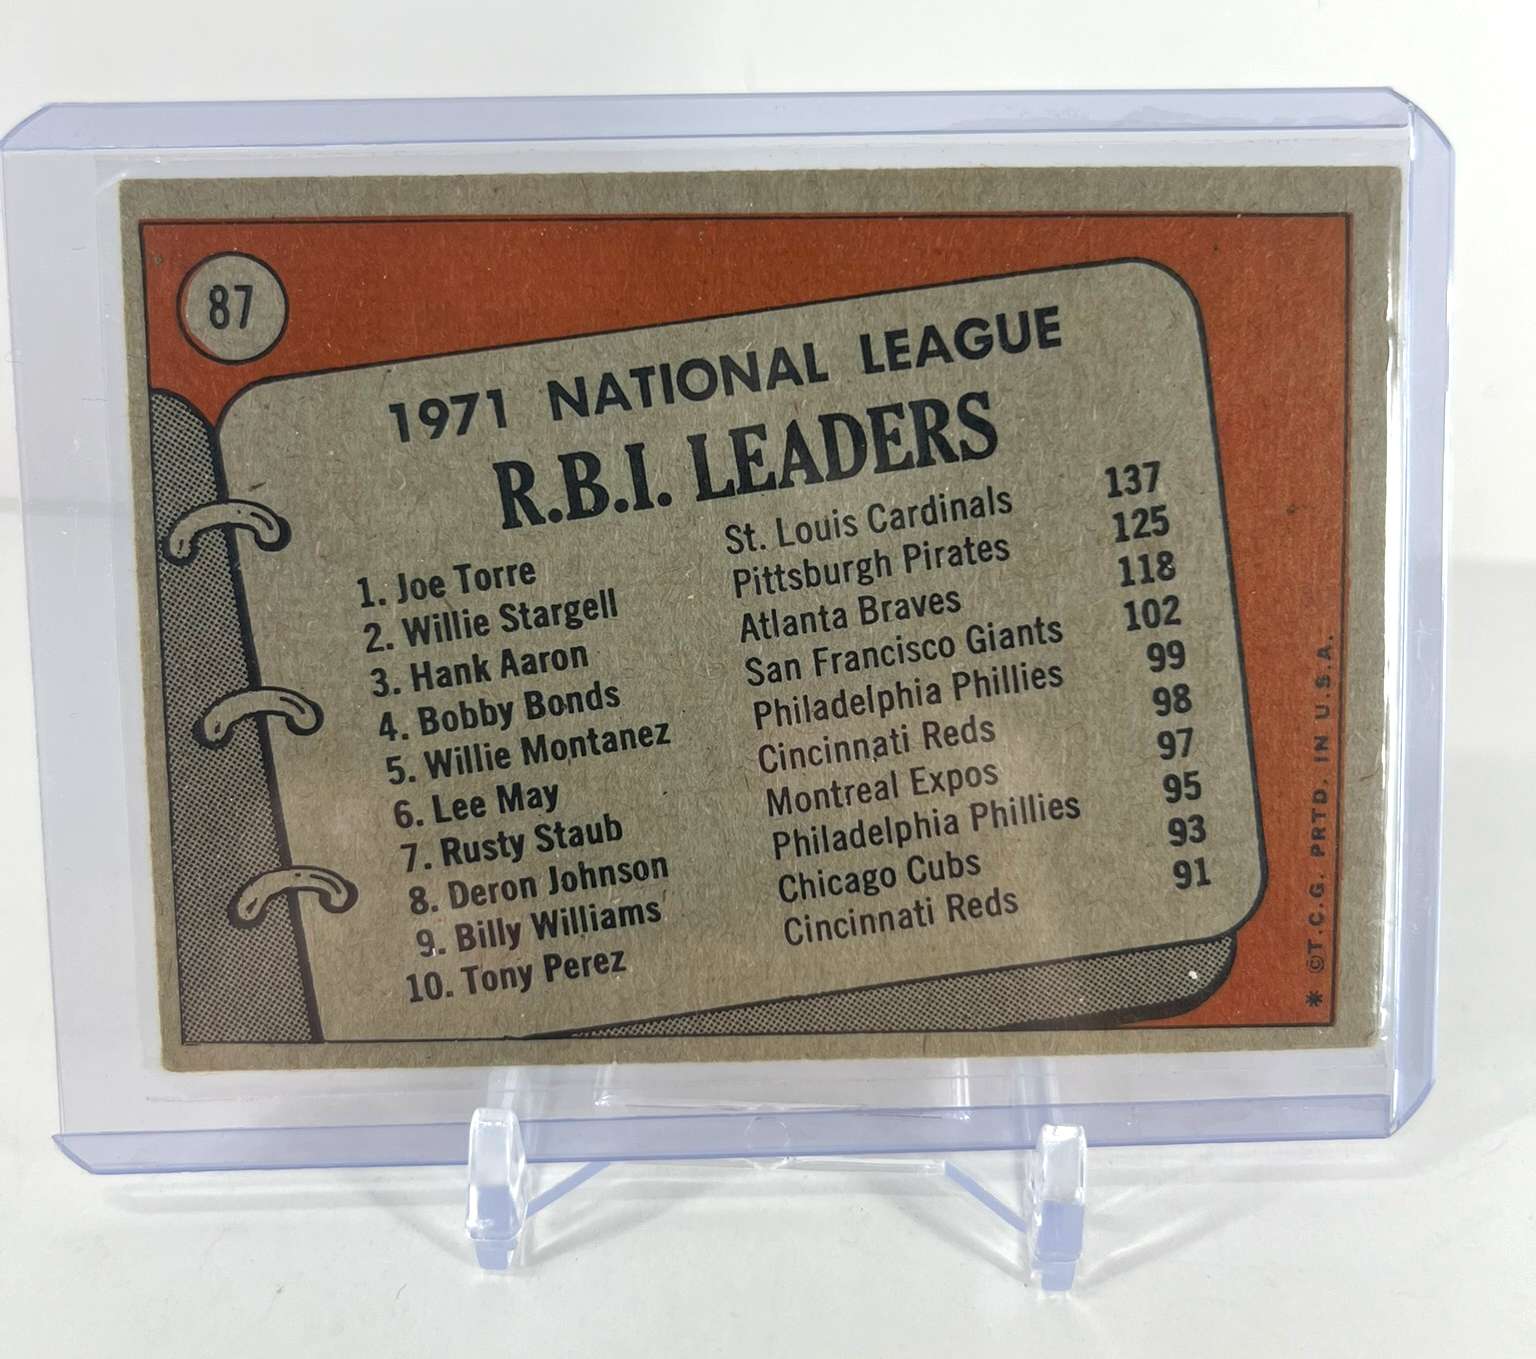 87
1971 NATIONAL LEAGUE
R.B.I. LEADERS
1. Joe Torre St. Louis Cardinals 137
2. Willie Stargell Pittsburgh Pirates 125
3. Hank Aaron Atlanta Braves 118
4. Bobby Bonds San Francisco Giants 102
5. Willie Montanez Philadelphia Phillies 99
6. Lee May Cincinnati Reds 98
7. Rusty Staub Montreal Expos 97
8. Deron Johnson Philadelphia Phillies 95
9. Billy Williams Chicago Cubs 93
10. Tony Perez Cincinnati Reds 91
* ©T.C.G. PRTD. IN U.S.A.